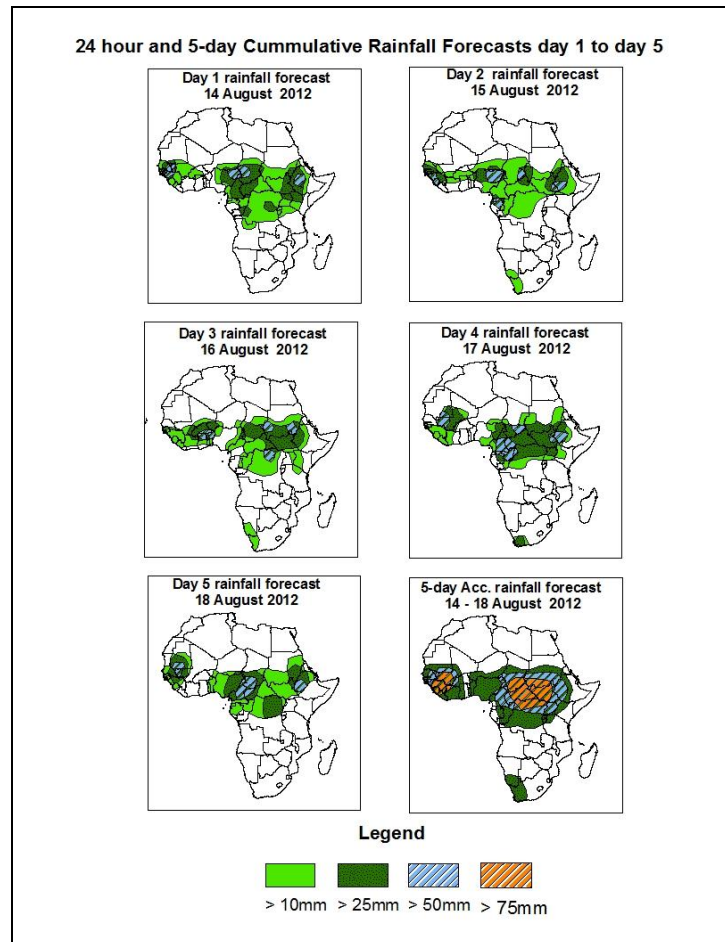 24 hour and 5-day Cummulative Rainfall Forecasts day 1 to day 5
Day 1 rainfall forecast
14 August 2012
Day 2 rainfall forecast
15 August 2012
Day 3 rainfall forecast
16 August 2012
Day 4 rainfall forecast
17 August 2012
Day 5 rainfall forecast
18 August 2012
5-day Acc. rainfall forecast
14 - 18 August 2012
Legend
> 10mm > 25mm > 50mm > 75mm